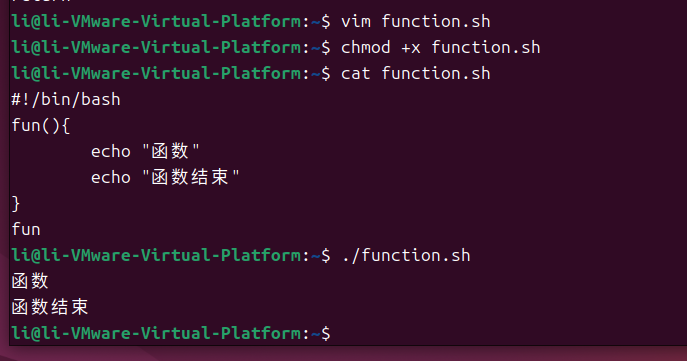 li@li-VMware-Virtual-Platform:~$ vim function.sh
li@li-VMware-Virtual-Platform:~$ chmod +x function.sh
li@li-VMware-Virtual-Platform:~$ cat function.sh
#!/bin/bash
fun(){
        echo "函数"
        echo "函数结束"
}
fun
li@li-VMware-Virtual-Platform:~$ ./function.sh
函数
函数结束
li@li-VMware-Virtual-Platform:~$